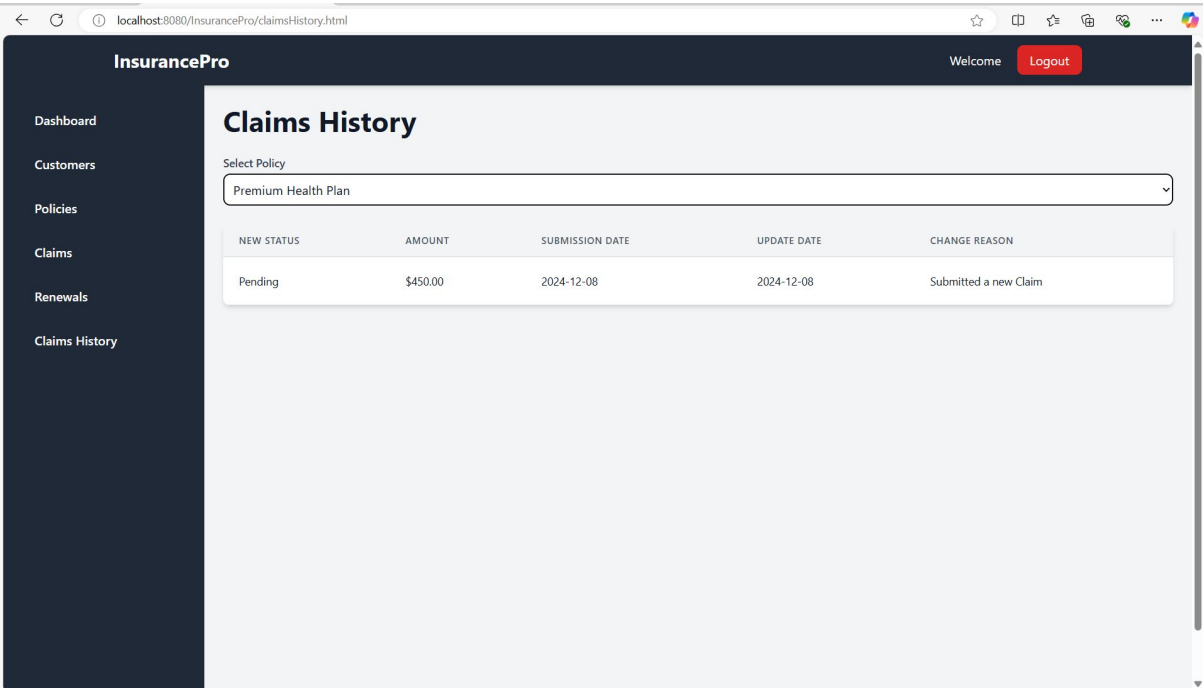 localhost:8080/InsurancePro/claimsHistory.html
InsurancePro
Welcome
Logout
Dashboard
Customers
Policies
Claims
Renewals
Claims History
Claims History
Select Policy
Premium Health Plan
NEW STATUS AMOUNT SUBMISSION DATE UPDATE DATE CHANGE REASON
Pending $450.00 2024-12-08 2024-12-08 Submitted a new Claim